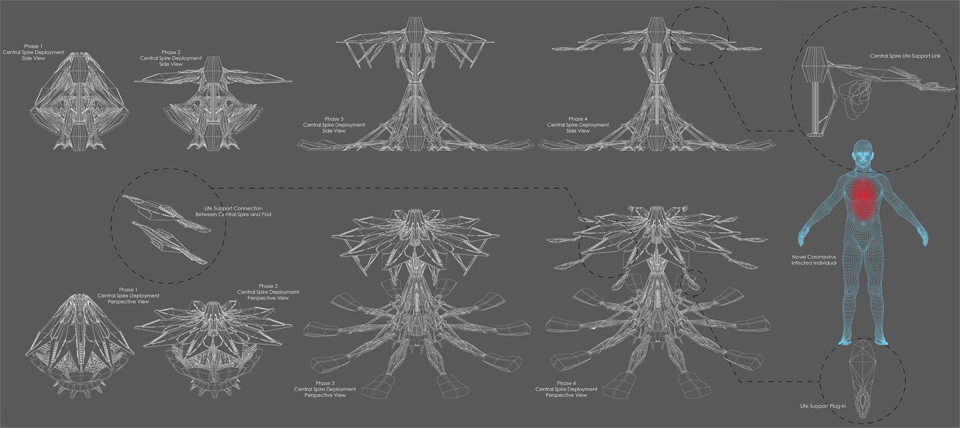 Phase 1
Central Spire Deployment
Side View
Phase 2
Central Spire Deployment
Side View
Phase 3
Central Spire Deployment
Side View
Phase 4
Central Spire Deployment
Side View
Central Spire Life Support Link
Life Support Connection
Between Central Spire and Pod
Novel Coronavirus
Infected individual
Phase 1
Central Spire Deployment
Perspective View
Phase 2
Central Spire Deployment
Perspective View
Phase 3
Central Spire Deployment
Perspective View
Phase 4
Central Spire Deployment
Perspective View
Life Support Plug-in